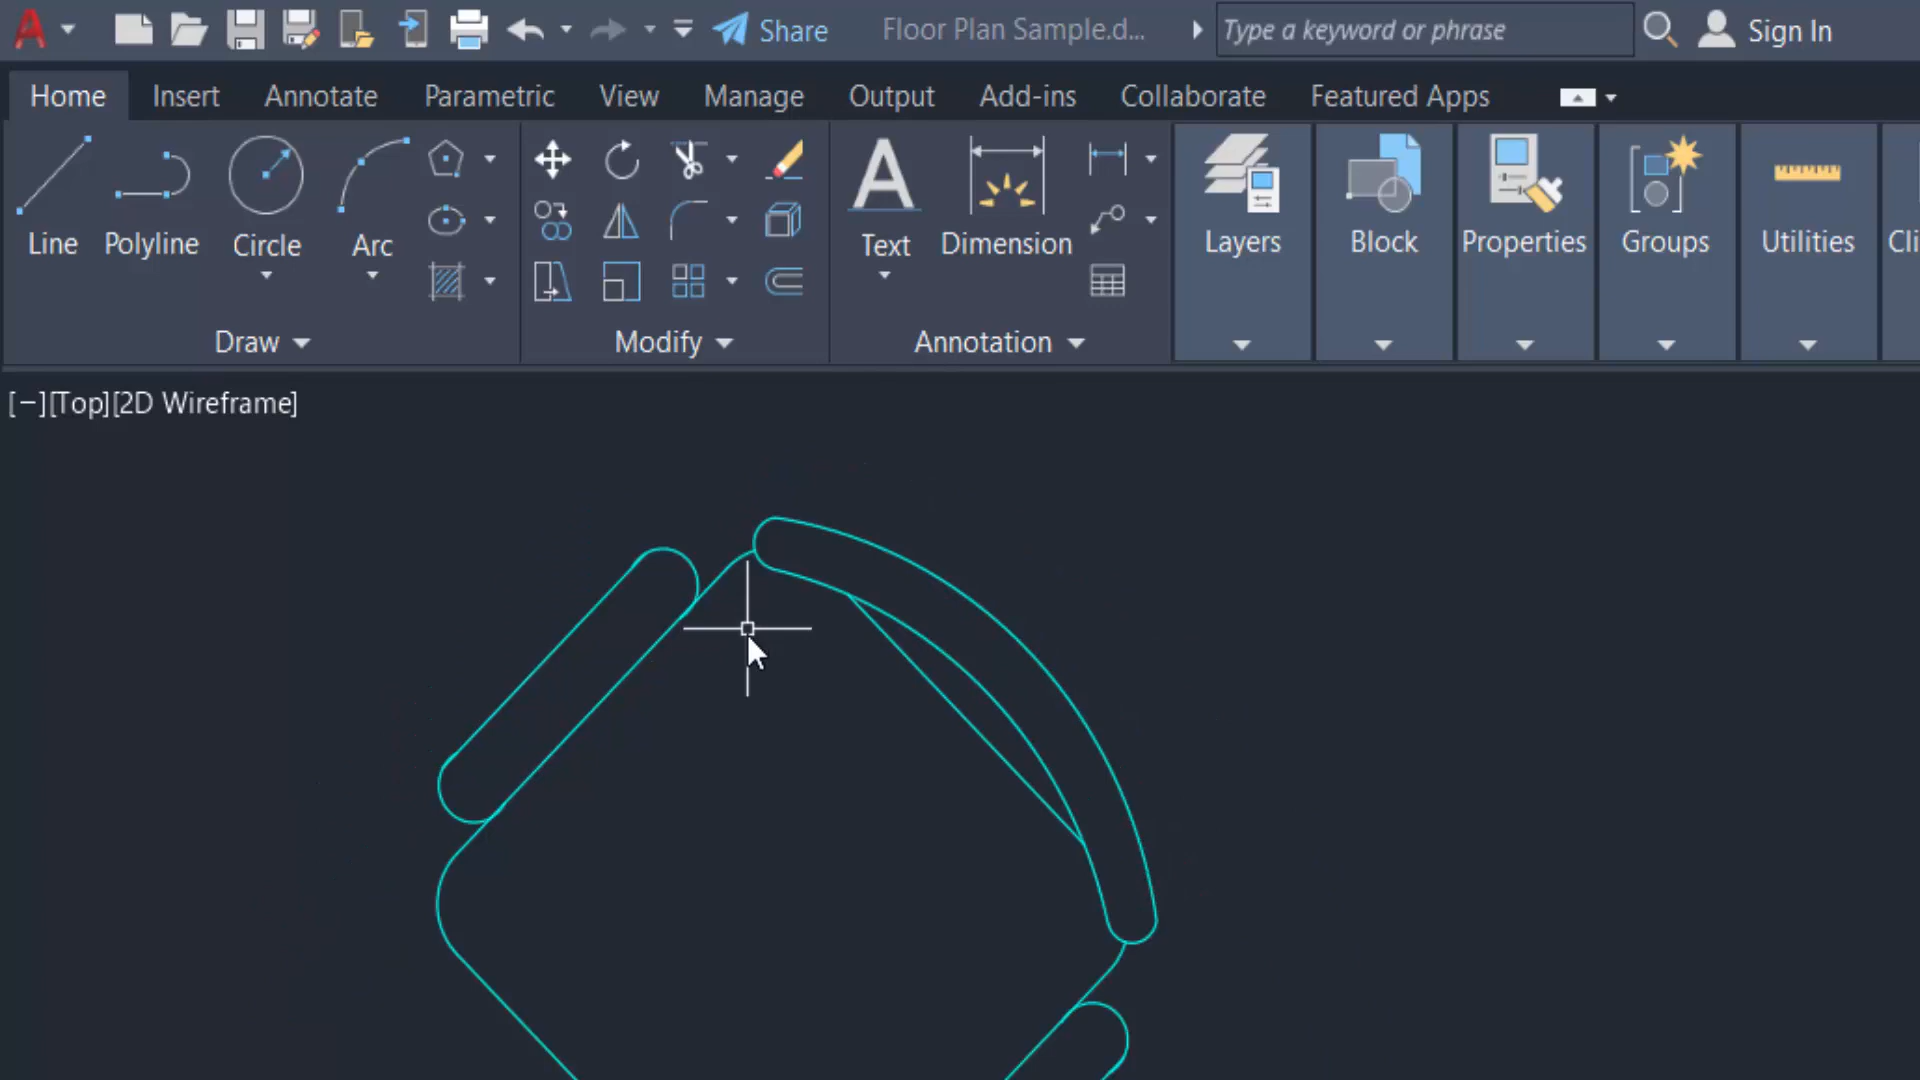 Share
Floor Plan Sample.d...
Type a keyword or phrase
Sign In
Home
Insert
Annotate
Parametric
View
Manage
Output
Add-ins
Collaborate
Featured Apps
Line
Polyline
Circle
Arc
Text
Dimension
Layers
Block
Properties
Groups
Utilities
Cli
Draw
Modify
Annotation
[−][Top][2D Wireframe]